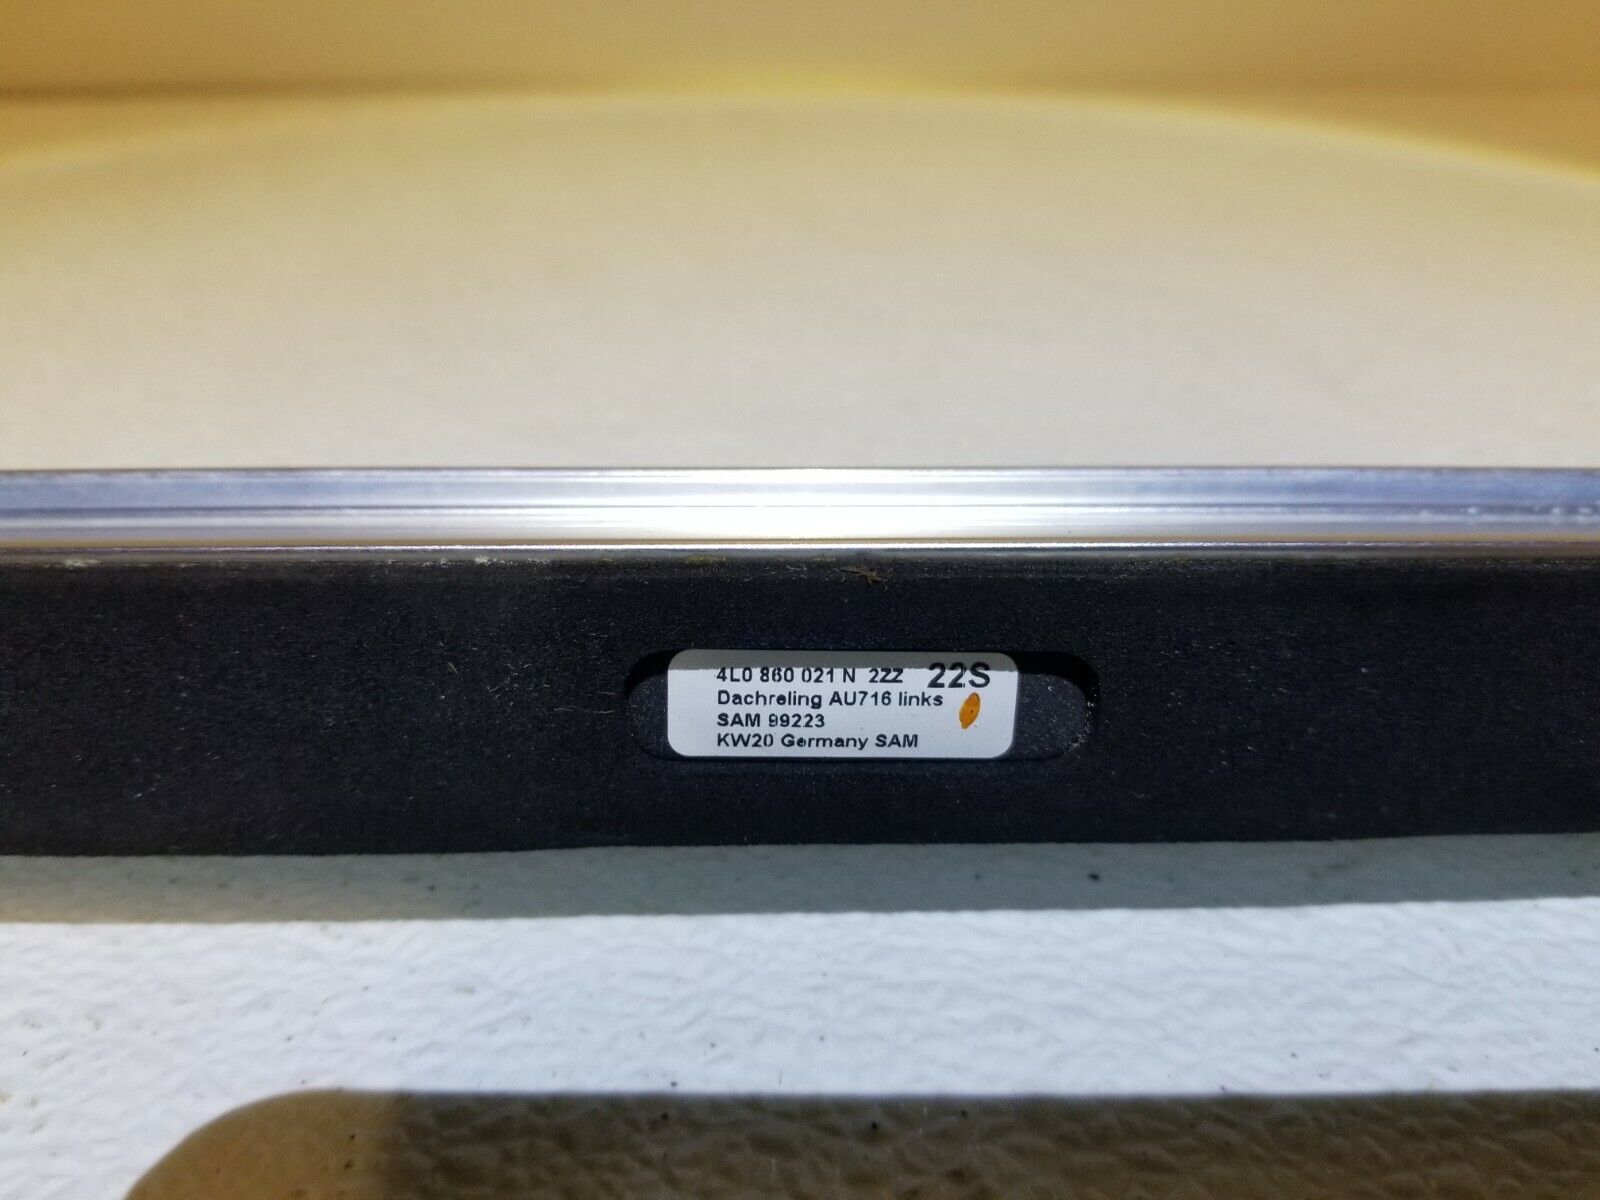 4L0 860 021 N 2ZZ 22S
Dachreling AU716 links
SAM 99223
KW20 Germany SAM